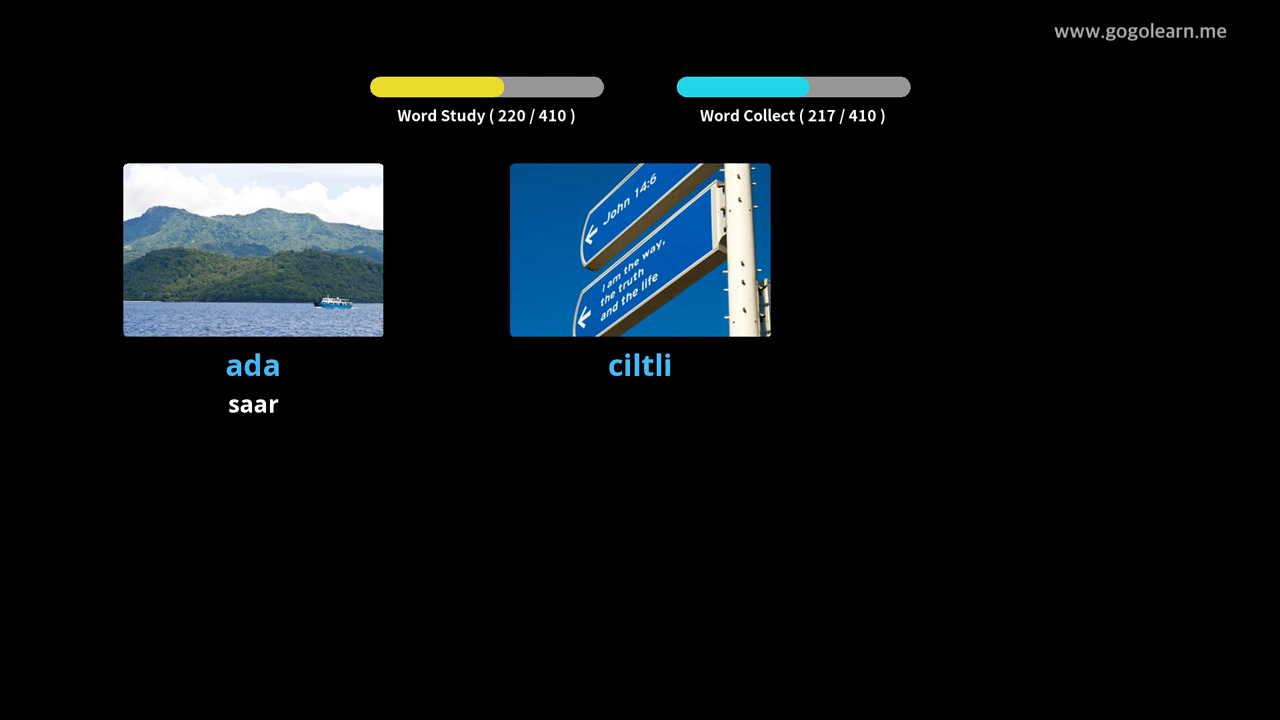 www.gogolearn.me
Word Study ( 220 / 410 )
Word Collect ( 217 / 410 )
John 14:6
I am the way,
the truth
and the life
ada
ciltli
saar